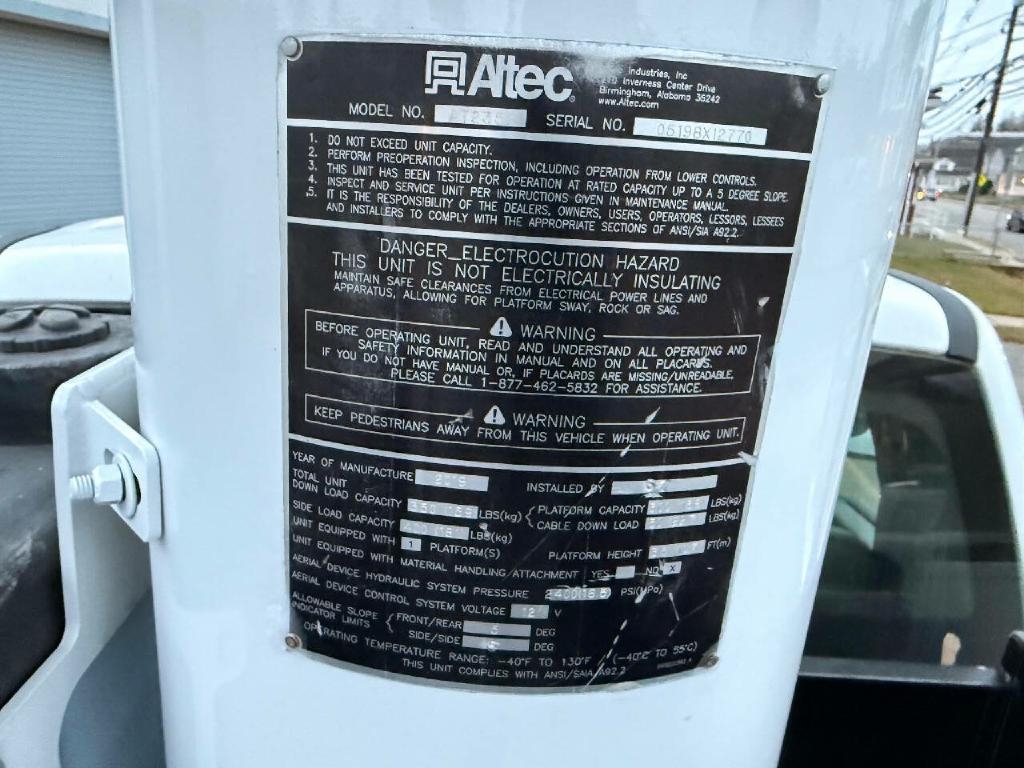 Altec
Industries, Inc
Inverness Center Drive
Birmingham, Alabama 35242
www.Altec.com
MODEL NO. SERIAL NO. 0619BX12770
1. DO NOT EXCEED UNIT CAPACITY.
2. PERFORM PREOPERATION INSPECTION, INCLUDING OPERATION FROM LOWER CONTROLS.
3. THIS UNIT HAS BEEN TESTED FOR OPERATION AT RATED CAPACITY UP TO A 5 DEGREE SLOPE.
4. INSPECT AND SERVICE UNIT PER INSTRUCTIONS GIVEN IN MAINTENANCE MANUAL.
5. IT IS THE RESPONSIBILITY OF THE DEALERS, OWNERS, USERS, OPERATORS, LESSORS, LESSEES
AND INSTALLERS TO COMPLY WITH THE APPROPRIATE SECTIONS OF ANSI/SIA A92.2.
DANGER_ELECTROCUTION HAZARD
THIS UNIT IS NOT ELECTRICALLY INSULATING
MAINTAIN SAFE CLEARANCES FROM ELECTRICAL POWER LINES AND
APPARATUS, ALLOWING FOR PLATFORM SWAY, ROCK OR SAG.
WARNING
BEFORE OPERATING UNIT, READ AND UNDERSTAND ALL OPERATING AND
SAFETY INFORMATION IN MANUAL AND ON ALL PLACARDS.
IF YOU DO NOT HAVE MANUAL OR, IF PLACARDS ARE MISSING/UNREADABLE,
PLEASE CALL 1-877-462-5832 FOR ASSISTANCE.
WARNING
KEEP PEDESTRIANS AWAY FROM THIS VEHICLE WHEN OPERATING UNIT.
YEAR OF MANUFACTURE 2019 INSTALLED BY
TOTAL UNIT
DOWN LOAD CAPACITY LBS(kg) PLATFORM CAPACITY LBS(kg)
CABLE DOWN LOAD LBS(kg)
SIDE LOAD CAPACITY LBS(kg)
UNIT EQUIPPED WITH 1 PLATFORM(S) PLATFORM HEIGHT FT(m)
UNIT EQUIPPED WITH MATERIAL HANDLING ATTACHMENT YES NO X
AERIAL DEVICE HYDRAULIC SYSTEM PRESSURE PSI(MPa)
AERIAL DEVICE CONTROL SYSTEM VOLTAGE 12 V
ALLOWABLE SLOPE
INDICATOR LIMITS
FRONT/REAR 5 DEG
SIDE/SIDE DEG
OPERATING TEMPERATURE RANGE: -40°F TO 130°F (-40°C TO 55°C)
THIS UNIT COMPLIES WITH ANSI/SAIA A92.2